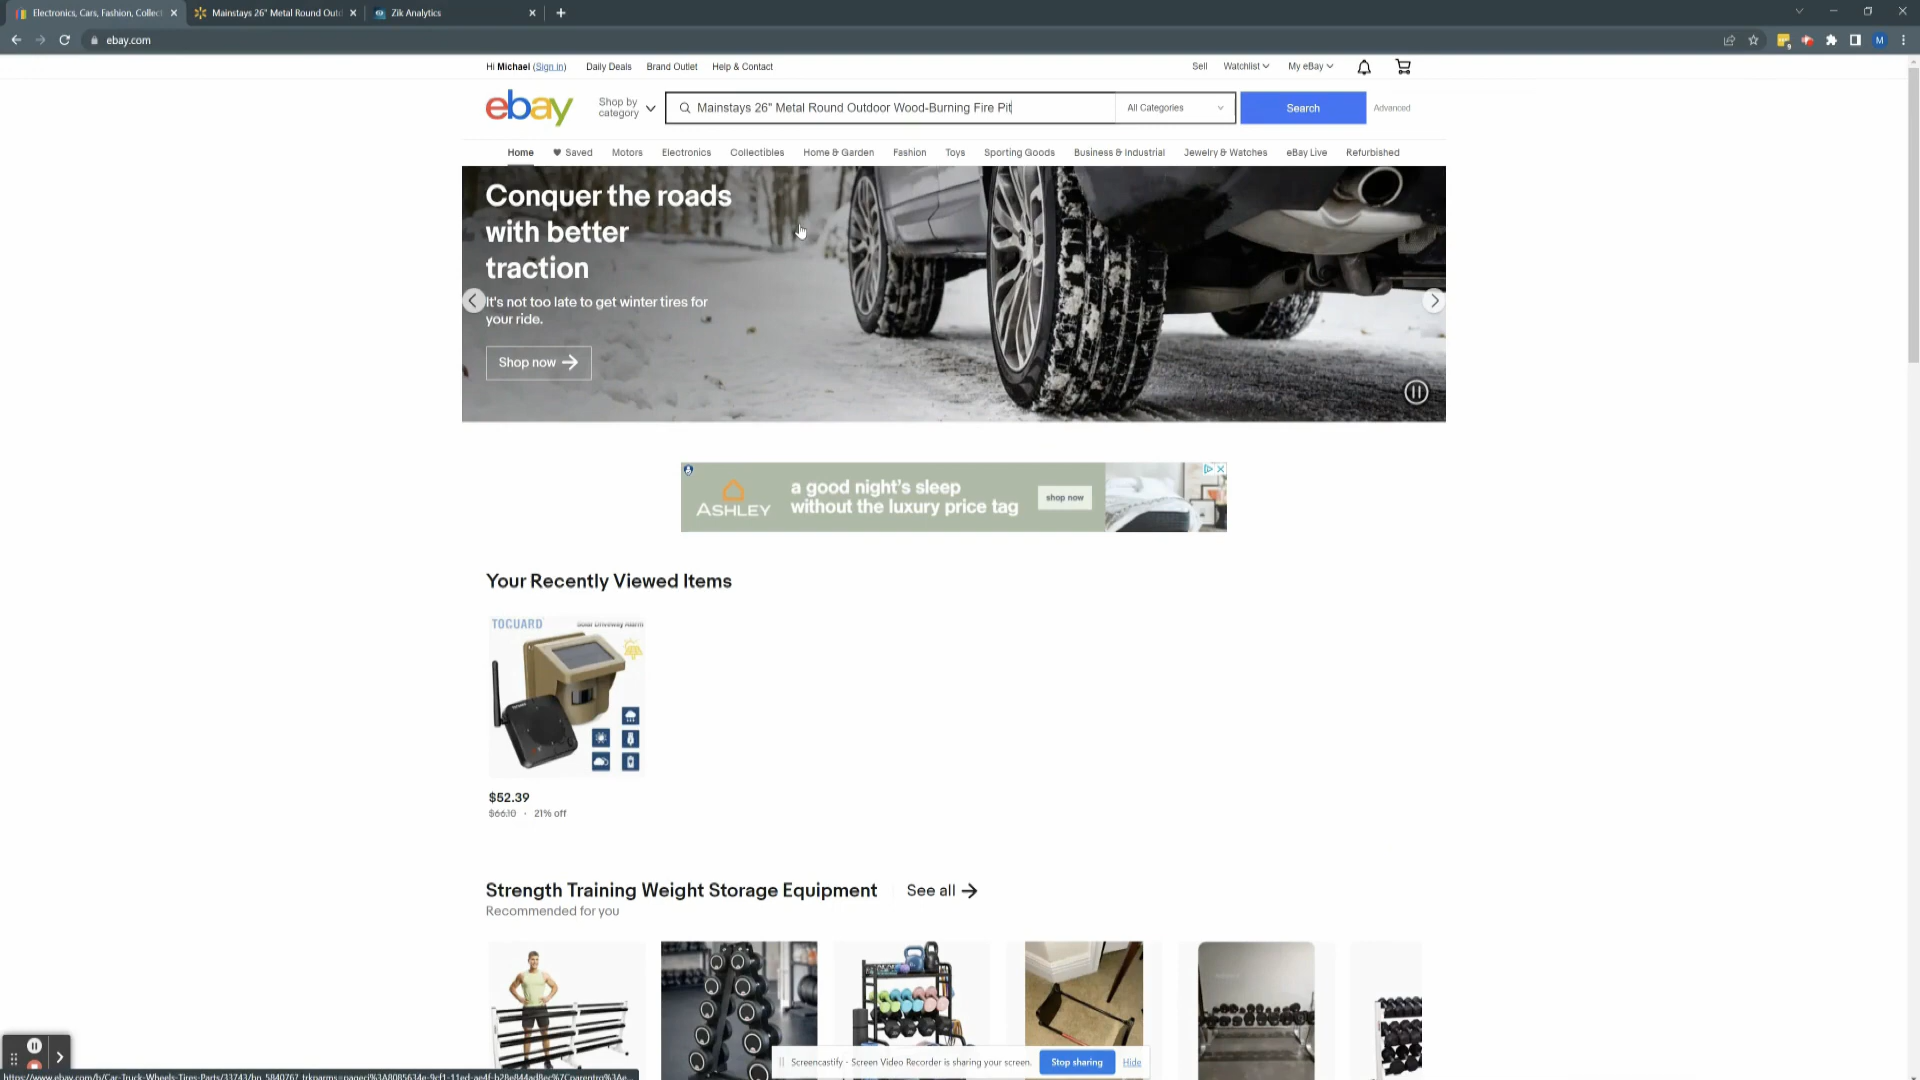 Electronics, Cars, Fashion, Collect
Mainstays 26" Metal Round Outd
Zik Analytics
ebay.com
M
Hi Michael (Sign in)
Daily Deals
Brand Outlet
Help & Contact
Sell
Watchlist
My eBay
ebay
Shop by
category
Mainstays 26" Metal Round Outdoor Wood-Burning Fire Pit
All Categories
Search
Advanced
Home
Saved
Motors
Electronics
Collectibles
Home & Garden
Fashion
Toys
Sporting Goods
Business & Industrial
Jewelry & Watches
eBay Live
Refurbished
Conquer the roads
with better
traction
It's not too late to get winter tires for
your ride.
Shop now
ASHLEY
a good night's sleep
without the luxury price tag
shop now
Your Recently Viewed Items
TOGUARD
Solar Driveway Alarm
$52.39
$66.10 · 21% off
Strength Training Weight Storage Equipment
See all
Recommended for you
Screencastify - Screen Video Recorder is sharing your screen.
Stop sharing
Hide